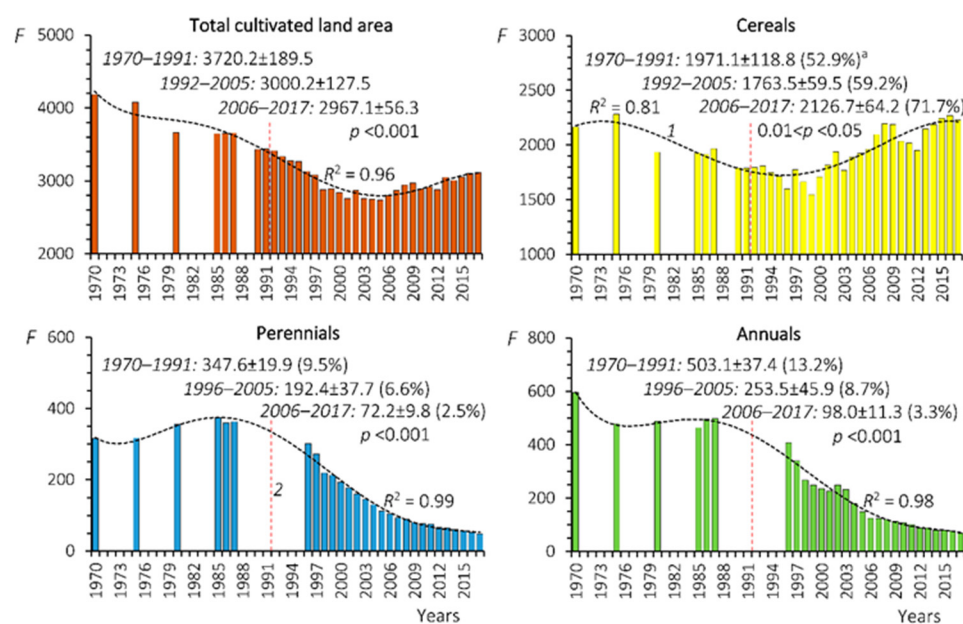 Total cultivated land area
F
5000
4000
3000
2000
1970–1991: 3720.2±189.5
1992–2005: 3000.2±127.5
2006–2017: 2967.1±56.3
p <0.001
R² = 0.96
1970 1973 1976 1979 1982 1985 1988 1991 1994 1997 2000 2003 2006 2009 2012 2015
Cereals
F
3000
2600
2200
1800
1400
1000
1970–1991: 1971.1±118.8 (52.9%)ᵃ
1992–2005: 1763.5±59.5 (59.2%)
2006–2017: 2126.7±64.2 (71.7%)
R² = 0.81
1
0.01<p <0.05
1970 1973 1976 1979 1982 1985 1988 1991 1994 1997 2000 2003 2006 2009 2012 2015
Perennials
F
600
400
200
0
1970–1991: 347.6±19.9 (9.5%)
1996–2005: 192.4±37.7 (6.6%)
2006–2017: 72.2±9.8 (2.5%)
p <0.001
2
R² = 0.99
1970 1973 1976 1979 1982 1985 1988 1991 1994 1997 2000 2003 2006 2009 2012 2015
Years
Annuals
F
800
600
400
200
0
1970–1991: 503.1±37.4 (13.2%)
1996–2005: 253.5±45.9 (8.7%)
2006–2017: 98.0±11.3 (3.3%)
p <0.001
R² = 0.98
1970 1973 1976 1979 1982 1985 1988 1991 1994 1997 2000 2003 2006 2009 2012 2015
Years